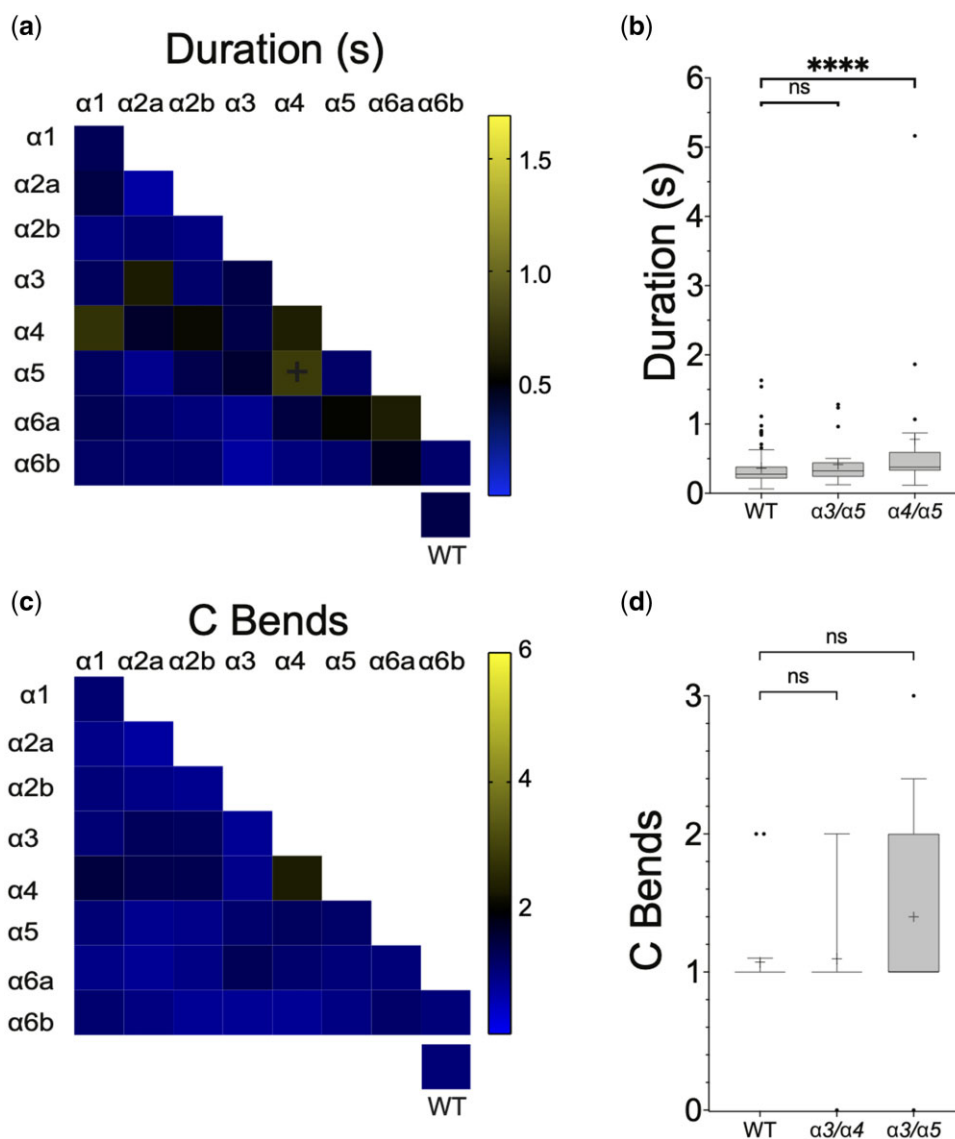 (a)
Duration (s)
α1 α2a α2b α3 α4 α5 α6a α6b
α1
α2a
α2b
α3
α4
α5
α6a
α6b
+
WT
1.5
1.0
0.5
0.0
(b)
****
ns
Duration (s)
6
5
4
3
2
1
0
WT α3/α5 α4/α5
(c)
C Bends
α1 α2a α2b α3 α4 α5 α6a α6b
α1
α2a
α2b
α3
α4
α5
α6a
α6b
WT
6
4
2
(d)
ns
ns
C Bends
3
2
1
0
WT α3/α4 α3/α5